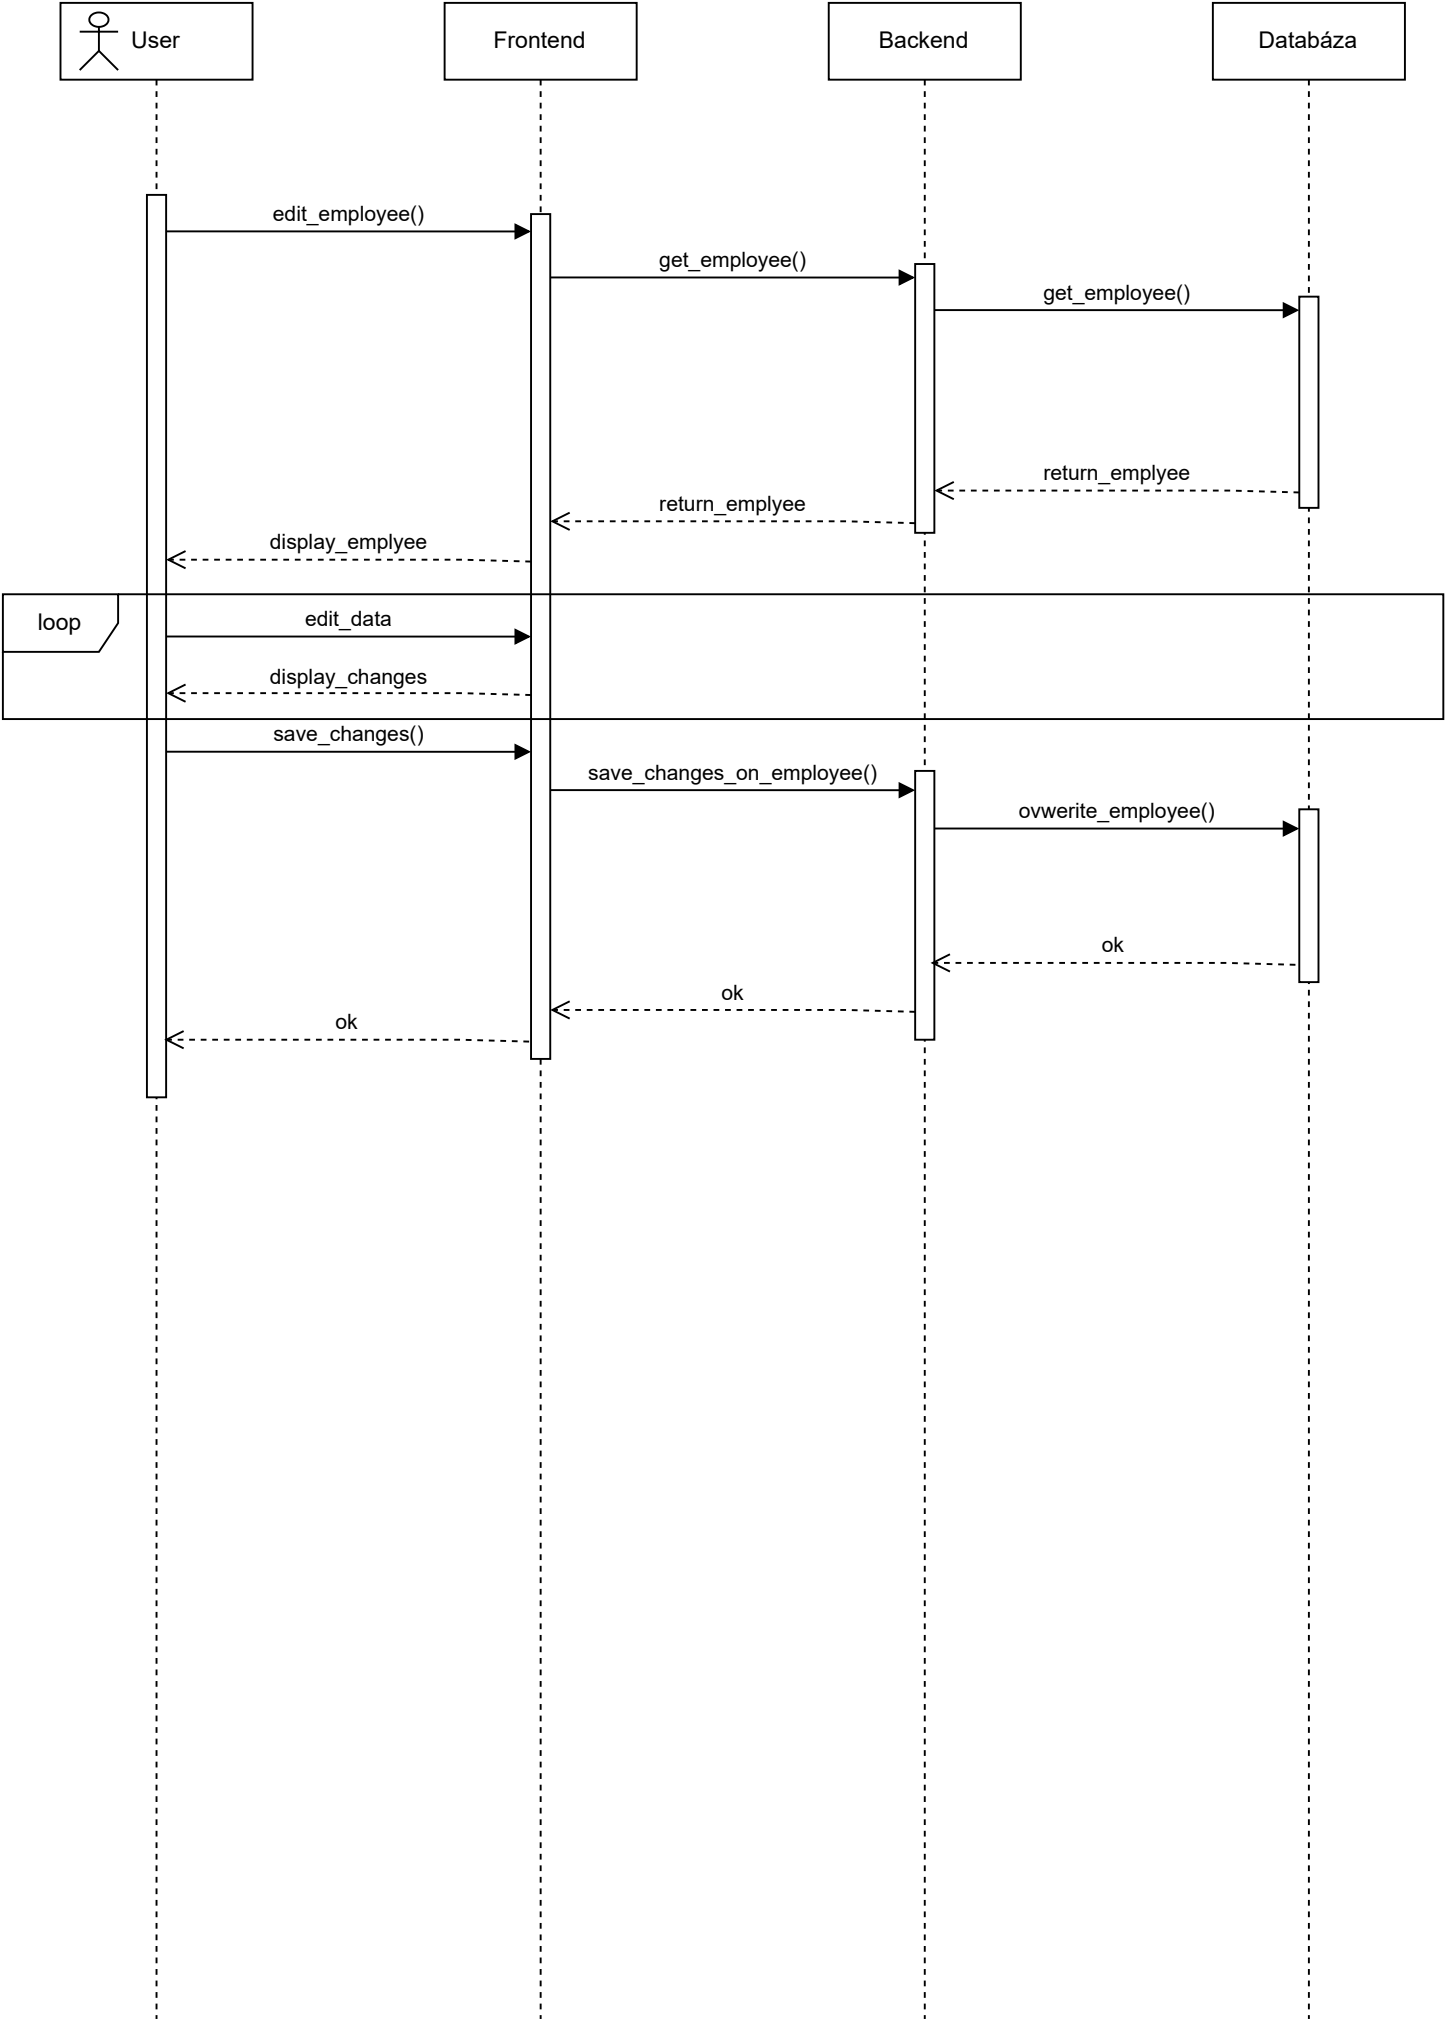 User
Frontend
Backend
Databáza
edit_employee()
get_employee()
get_employee()
return_emplyee
return_emplyee
display_emplyee
loop
edit_data
display_changes
save_changes()
save_changes_on_employee()
ovwerite_employee()
ok
ok
ok